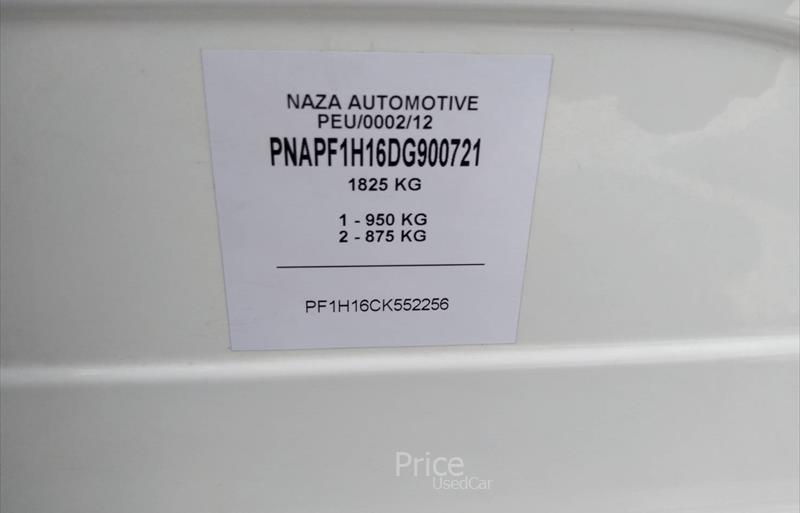 NAZA AUTOMOTIVE
PEU/0002/12
PNAPF1H16DG900721
1825 KG
1 - 950 KG
2 - 875 KG
PF1H16CK552256
Price
UsedCar